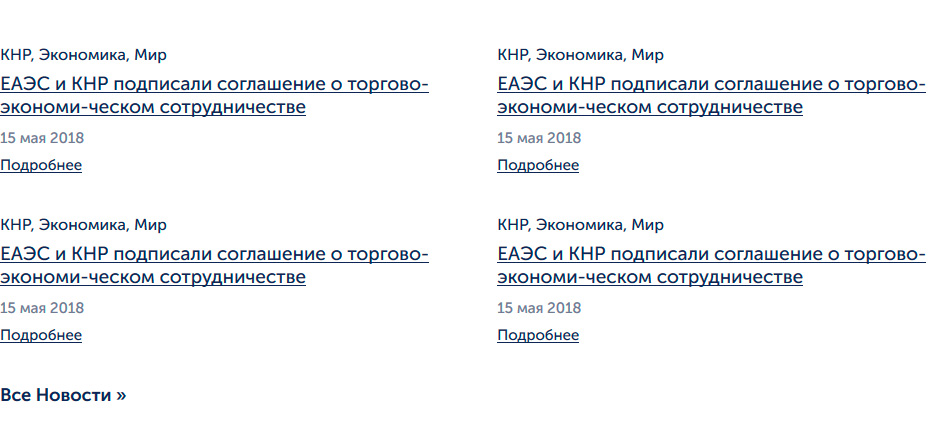 КНР, Экономика, Мир
ЕАЭС и КНР подписали соглашение о торгово-
экономи-ческом сотрудничестве
15 мая 2018
Подробнее
КНР, Экономика, Мир
ЕАЭС и КНР подписали соглашение о торгово-
экономи-ческом сотрудничестве
15 мая 2018
Подробнее
КНР, Экономика, Мир
ЕАЭС и КНР подписали соглашение о торгово-
экономи-ческом сотрудничестве
15 мая 2018
Подробнее
КНР, Экономика, Мир
ЕАЭС и КНР подписали соглашение о торгово-
экономи-ческом сотрудничестве
15 мая 2018
Подробнее
Все Новости »